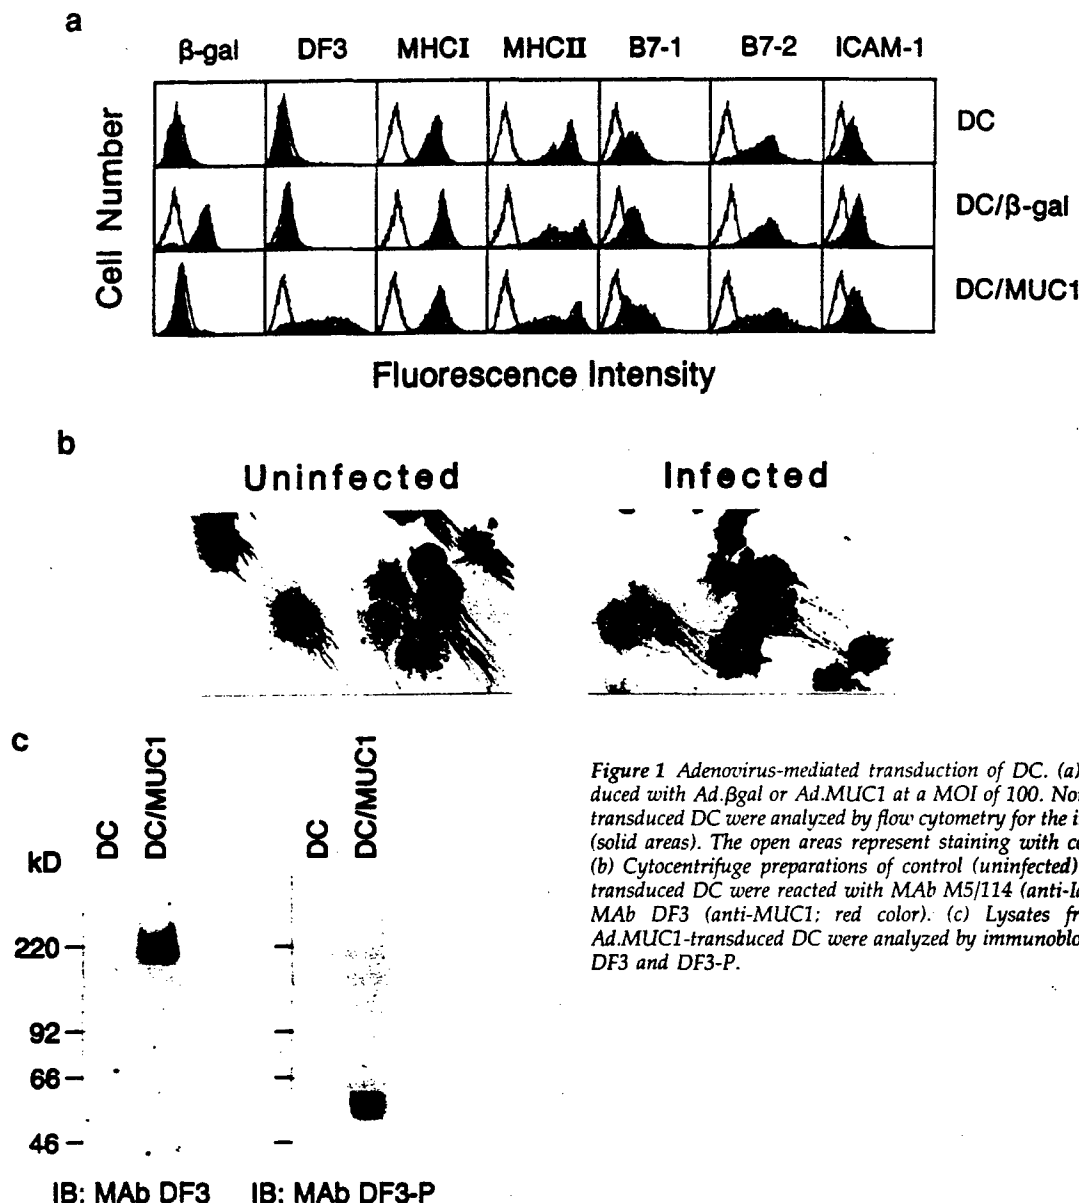 a
β-gal DF3 MHCI MHCII B7-1 B7-2 ICAM-1
Cell Number
DC
DC/β-gal
DC/MUC1
Fluorescence Intensity
b
Uninfected Infected
c
DC DC/MUC1 DC DC/MUC1
kD
220
92
66
46
IB: MAb DF3 IB: MAb DF3-P
Figure 1 Adenovirus-mediated transduction of DC. (a)
duced with Ad.βgal or Ad.MUC1 at a MOI of 100.
transduced DC were analyzed by flow cytometry for the
(solid areas). The open areas represent staining with
(b) Cytocentrifuge preparations of control (uninfected)
transduced DC were reacted with MAb M5/114
MAb DF3 (anti-MUC1; red color). (c) Lysates
Ad.MUC1-transduced DC were analyzed by
DF3 and DF3-P.